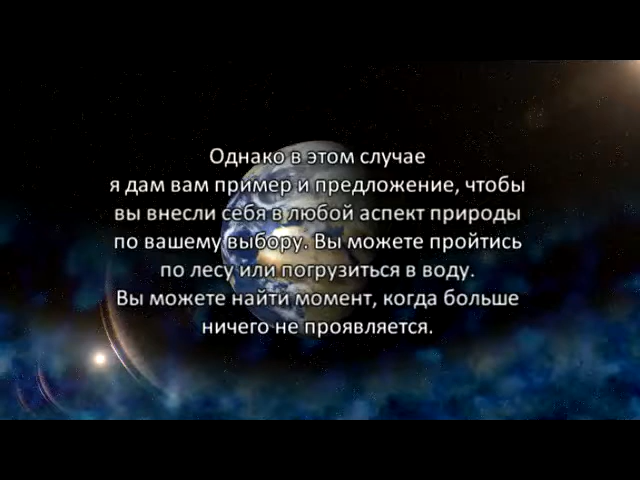 Однако в этом случае
я дам вам пример и предложение, чтобы
вы внесли себя в любой аспект природы
по вашему выбору. Вы можете пройтись
по лесу или погрузиться в воду.
Вы можете найти момент, когда больше
ничего не проявляется.